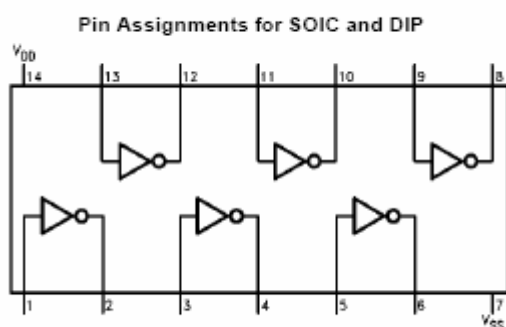 Pin Assignments for SOIC and DIP
VDD
14 13 12 11 10 9 8
1 2 3 4 5 6 7
VSS